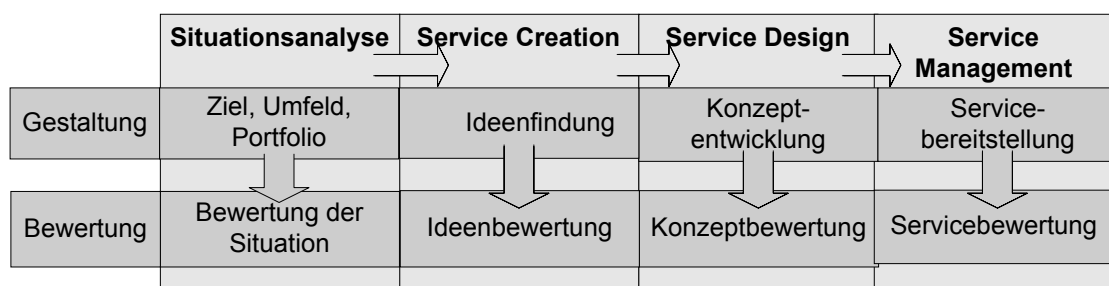 Situationsanalyse
Service Creation
Service Design
Service
Management
Gestaltung
Ziel, Umfeld,
Portfolio
Ideenfindung
Konzept-
entwicklung
Service-
bereitstellung
Bewertung
Bewertung der
Situation
Ideenbewertung
Konzeptbewertung
Servicebewertung